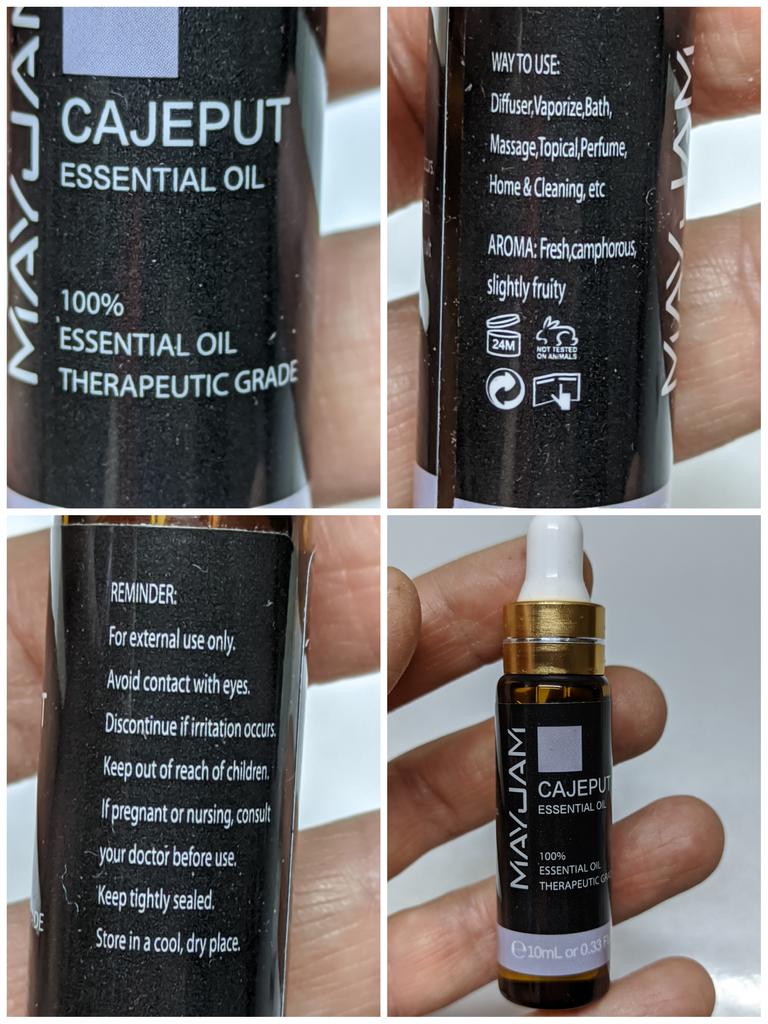 MAYJAM
CAJEPUT
ESSENTIAL OIL
100%
ESSENTIAL OIL
THERAPEUTIC GRADE
WAY TO USE:
Diffuser,Vaporize,Bath,
Massage,Topical,Perfume,
Home & Cleaning, etc
AROMA: Fresh,camphorous,
slightly fruity
24M
NOT TESTED
ON ANIMALS
MAYJAM
REMINDER:
For external use only.
Avoid contact with eyes.
Discontinue if irritation occurs.
Keep out of reach of children.
If pregnant or nursing, consult
your doctor before use.
Keep tightly sealed.
Store in a cool, dry place.
MAYJAM
CAJEPUT
ESSENTIAL OIL
100%
ESSENTIAL OIL
THERAPEUTIC GRA
℮10mL or 0.33 F